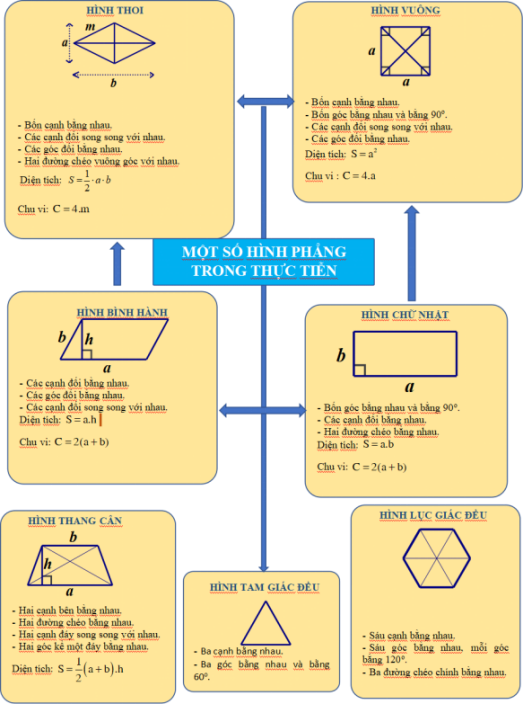 HÌNH THOI
m
a
b
- Bốn cạnh bằng nhau.
- Các cạnh đối song song với nhau.
- Các góc đối bằng nhau.
- Hai đường chéo vuông góc với nhau.
Diện tích: S = 1/2 · a · b
Chu vi: C = 4.m
HÌNH VUÔNG
a
a
- Bốn cạnh bằng nhau.
- Bốn góc bằng nhau và bằng 90°.
- Các cạnh đối song song với nhau.
- Các góc đối bằng nhau.
Diện tích: S = a²
Chu vi : C = 4.a
MỘT SỐ HÌNH PHẲNG
TRONG THỰC TIỄN
HÌNH BÌNH HÀNH
b
h
a
- Các cạnh đối bằng nhau.
- Các góc đối bằng nhau.
- Các cạnh đối song song với nhau.
Diện tích: S = a.h
Chu vi: C = 2(a + b)
HÌNH CHỮ NHẬT
b
a
- Bốn góc bằng nhau và bằng 90°.
- Các cạnh đối bằng nhau.
- Hai đường chéo bằng nhau.
Diện tích: S = a.b
Chu vi: C = 2(a + b)
HÌNH THANG CÂN
b
h
a
- Hai cạnh bên bằng nhau.
- Hai đường chéo bằng nhau.
- Hai cạnh đáy song song với nhau.
- Hai góc kề một đáy bằng nhau.
Diện tích: S = 1/2 (a + b).h
HÌNH TAM GIÁC ĐỀU
- Ba cạnh bằng nhau.
- Ba góc bằng nhau và bằng
60°.
HÌNH LỤC GIÁC ĐỀU
- Sáu cạnh bằng nhau.
- Sáu góc bằng nhau, mỗi góc
bằng 120°.
- Ba đường chéo chính bằng nhau.